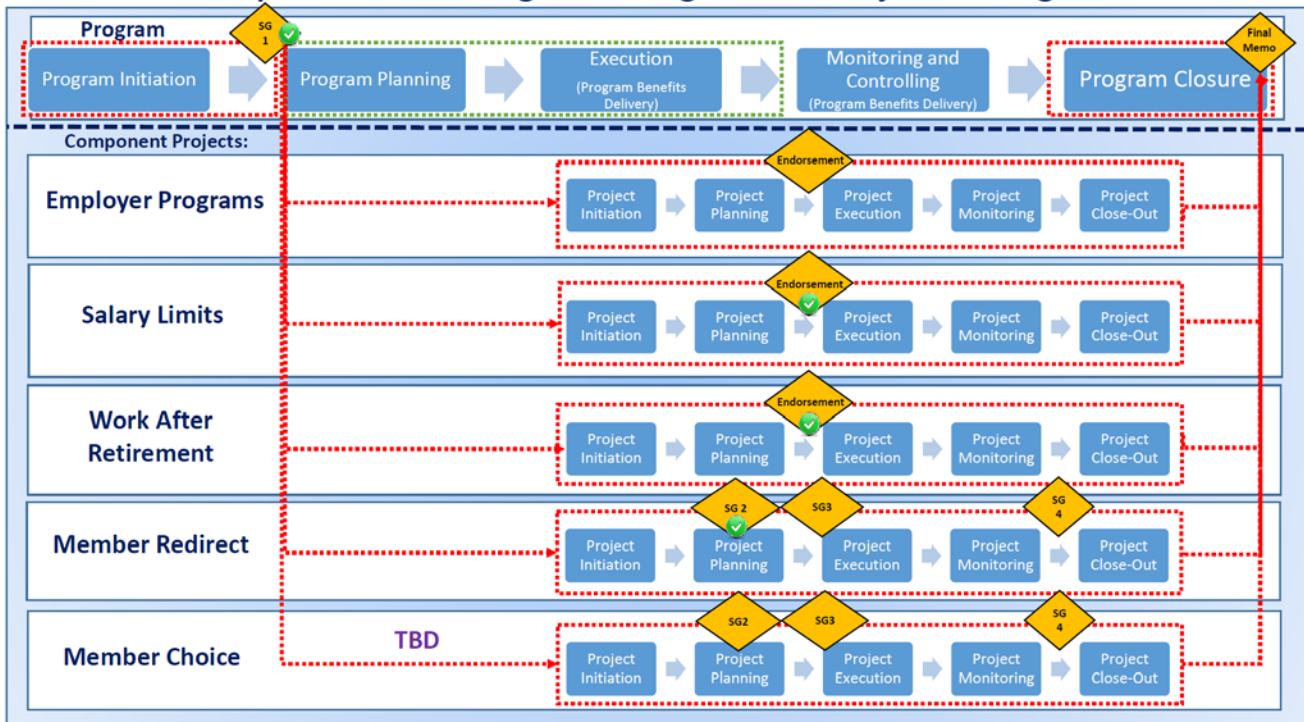 Program
SG
1
Final
Memo
Program Initiation
Program Planning
Execution
(Program Benefits
Delivery)
Monitoring and
Controlling
(Program Benefits Delivery)
Program Closure
Component Projects:
Employer Programs
Endorsement
Project
Initiation
Project
Planning
Project
Execution
Project
Monitoring
Project
Close-Out
Salary Limits
Endorsement
Project
Initiation
Project
Planning
Project
Execution
Project
Monitoring
Project
Close-Out
Work After
Retirement
Endorsement
Project
Initiation
Project
Planning
Project
Execution
Project
Monitoring
Project
Close-Out
Member Redirect
SG 2
SG3
SG
4
Project
Initiation
Project
Planning
Project
Execution
Project
Monitoring
Project
Close-Out
Member Choice
TBD
SG2
SG3
SG
4
Project
Initiation
Project
Planning
Project
Execution
Project
Monitoring
Project
Close-Out